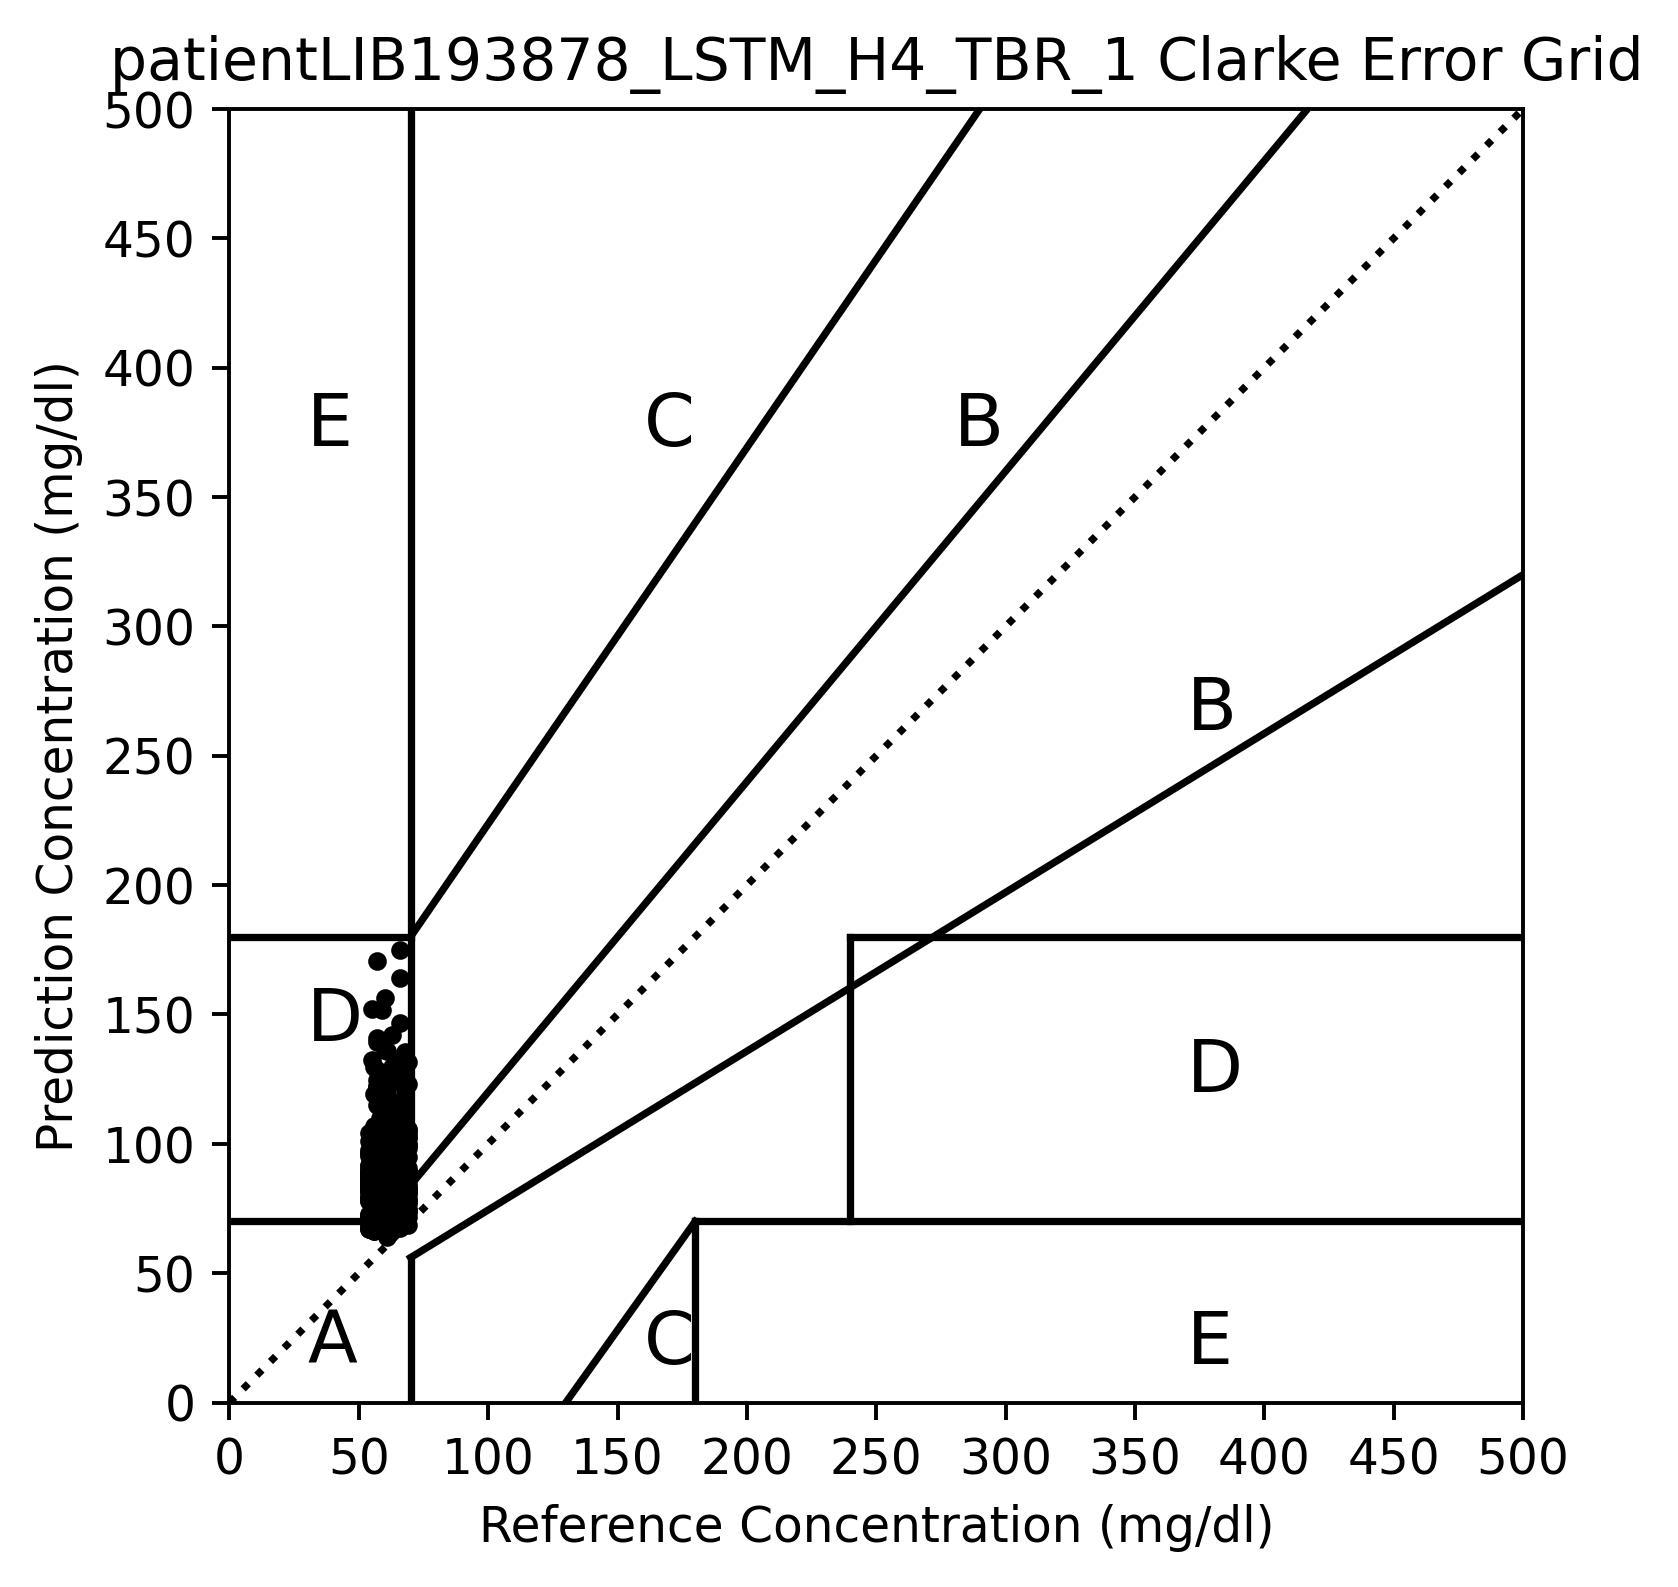 patientLIB193878_LSTM_H4_TBR_1 Clarke Error Grid
500
450
400
350
300
250
200
150
100
50
0
Prediction Concentration (mg/dl)
E
C
B
B
D
D
A
C
E
0 50 100 150 200 250 300 350 400 450 500
Reference Concentration (mg/dl)